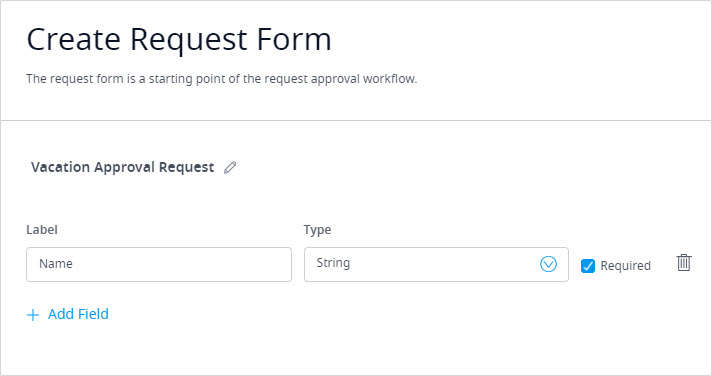 Create Request Form
The request form is a starting point of the request approval workflow.
Vacation Approval Request
Label Type
Name String Required
+ Add Field